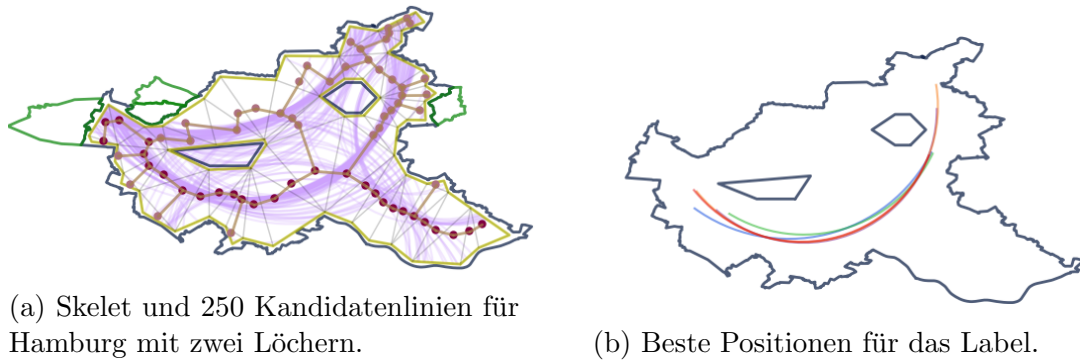 (a) Skelet und 250 Kandidatenlinien für
Hamburg mit zwei Löchern.
(b) Beste Positionen für das Label.